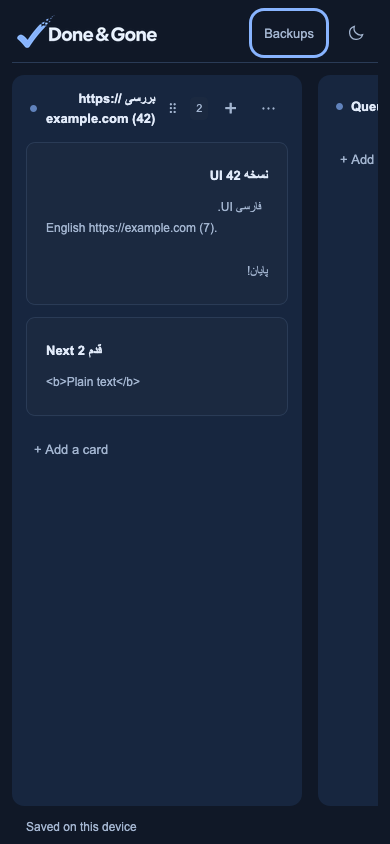 Done & Gone
Backups
بررسی https://
example.com (42)
2
+
...
Queu
+ Add
نسخه UI 42
فارسی UI.
English https://example.com (7).
پایان!
Next 2 قدم
<b>Plain text</b>
+ Add a card
Saved on this device